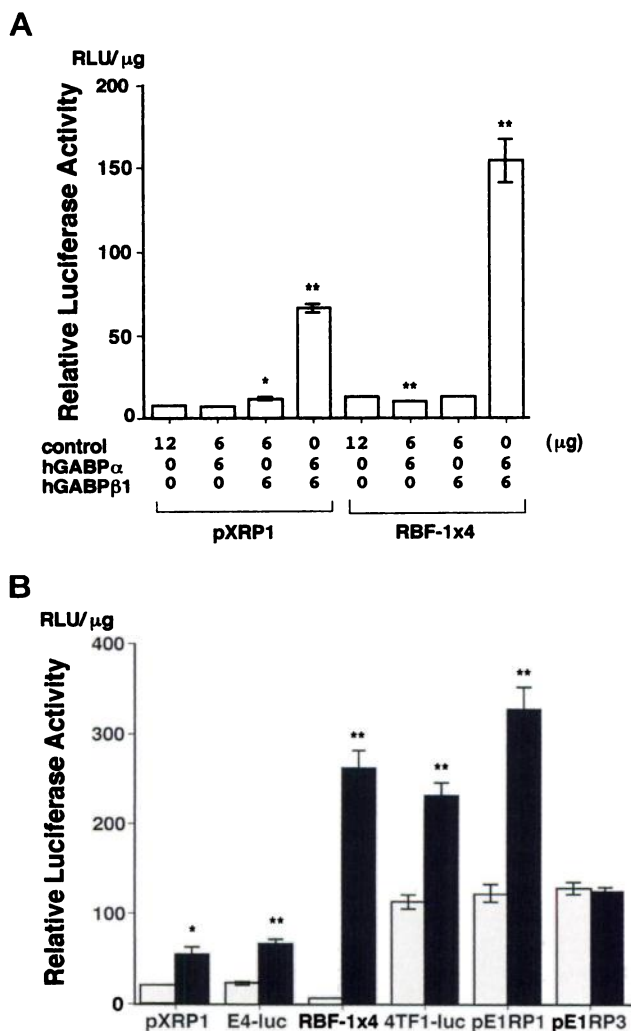 A
RLU/μg
Relative Luciferase Activity
200
150
100
50
0
**
**
*
**
control 12 6 6 0 12 6 6 0 (μg)
hGABPα 0 6 0 6 0 6 0 6
hGABPβ1 0 0 6 6 0 0 6 6
pXRP1 RBF-1x4
B
RLU/μg
Relative Luciferase Activity
400
300
200
100
0
*
**
**
**
**
pXRP1 E4-luc RBF-1x4 4TF1-luc pE1RP1 pE1RP3